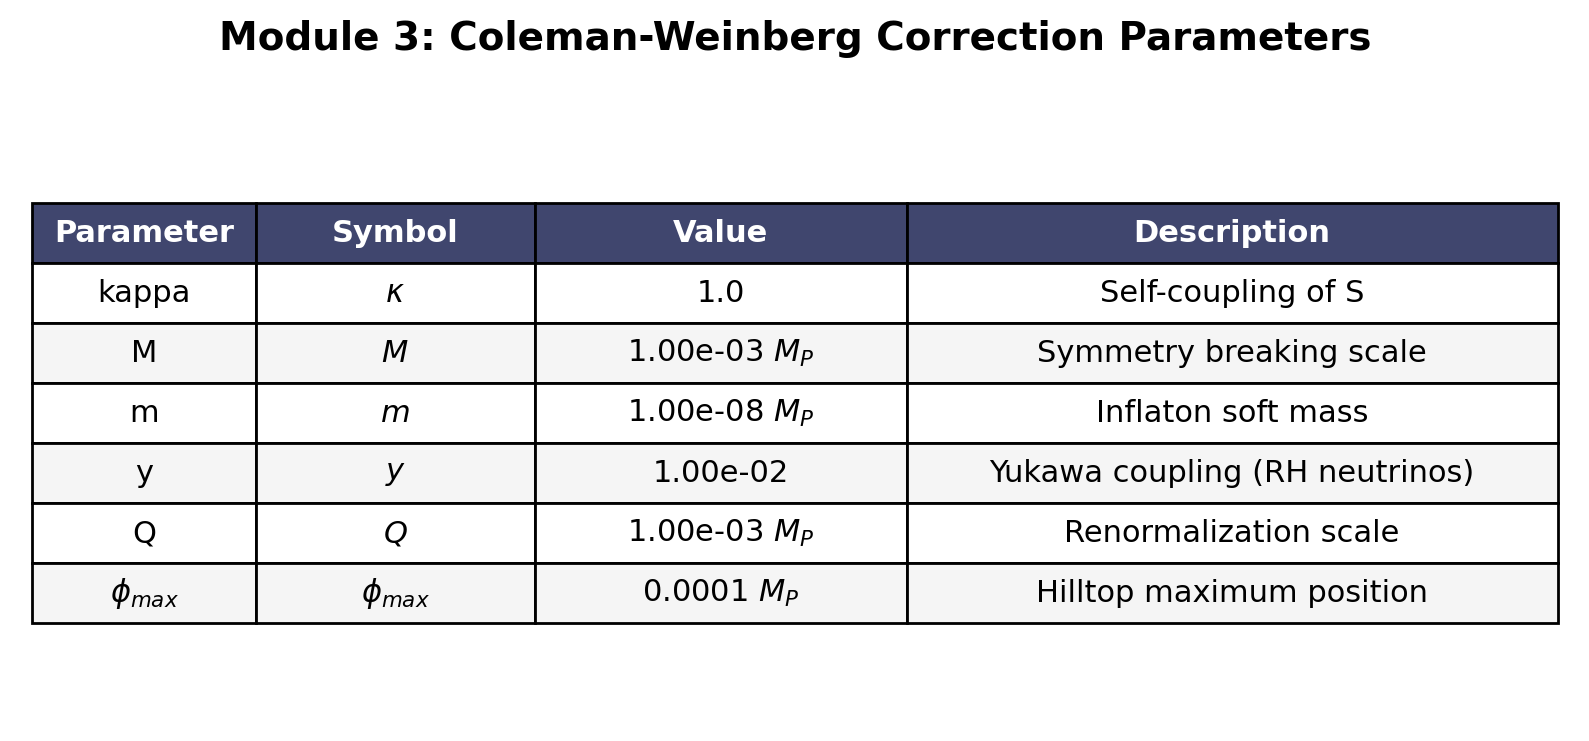 Module 3: Coleman-Weinberg Correction Parameters
Parameter Symbol Value Description
kappa κ 1.0 Self-coupling of S
M M 1.00e-03 M_P Symmetry breaking scale
m m 1.00e-08 M_P Inflaton soft mass
y y 1.00e-02 Yukawa coupling (RH neutrinos)
Q Q 1.00e-03 M_P Renormalization scale
ϕ_max ϕ_max 0.0001 M_P Hilltop maximum position